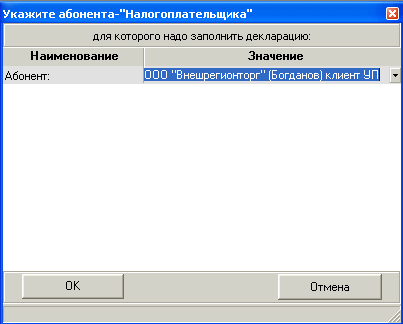 Укажите абонента-"Налогоплательщика"
для которого надо заполнить декларацию:
Наименование Значение
Абонент: ООО "Внешрегионторг" (Богданов) клиент УП
OK Отмена